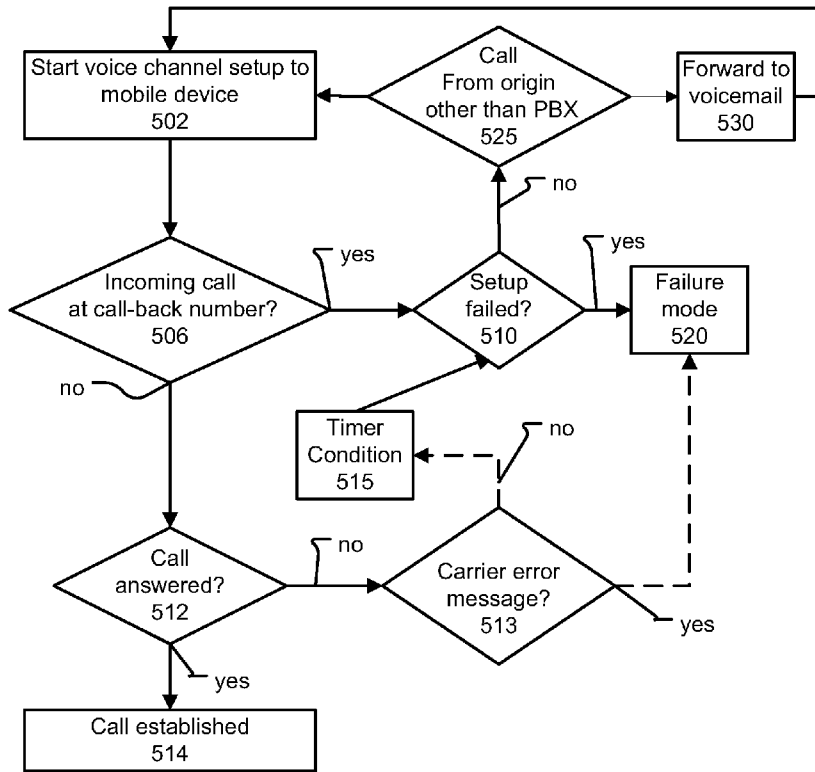 Start voice channel setup to
mobile device
502
Call
From origin
other than PBX
525
Forward to
voicemail
530
no
Incoming call
at call-back number?
506
yes
Setup
failed?
510
yes
Failure
mode
520
no
Timer
Condition
515
no
Call
answered?
512
no
Carrier error
message?
513
yes
yes
Call established
514